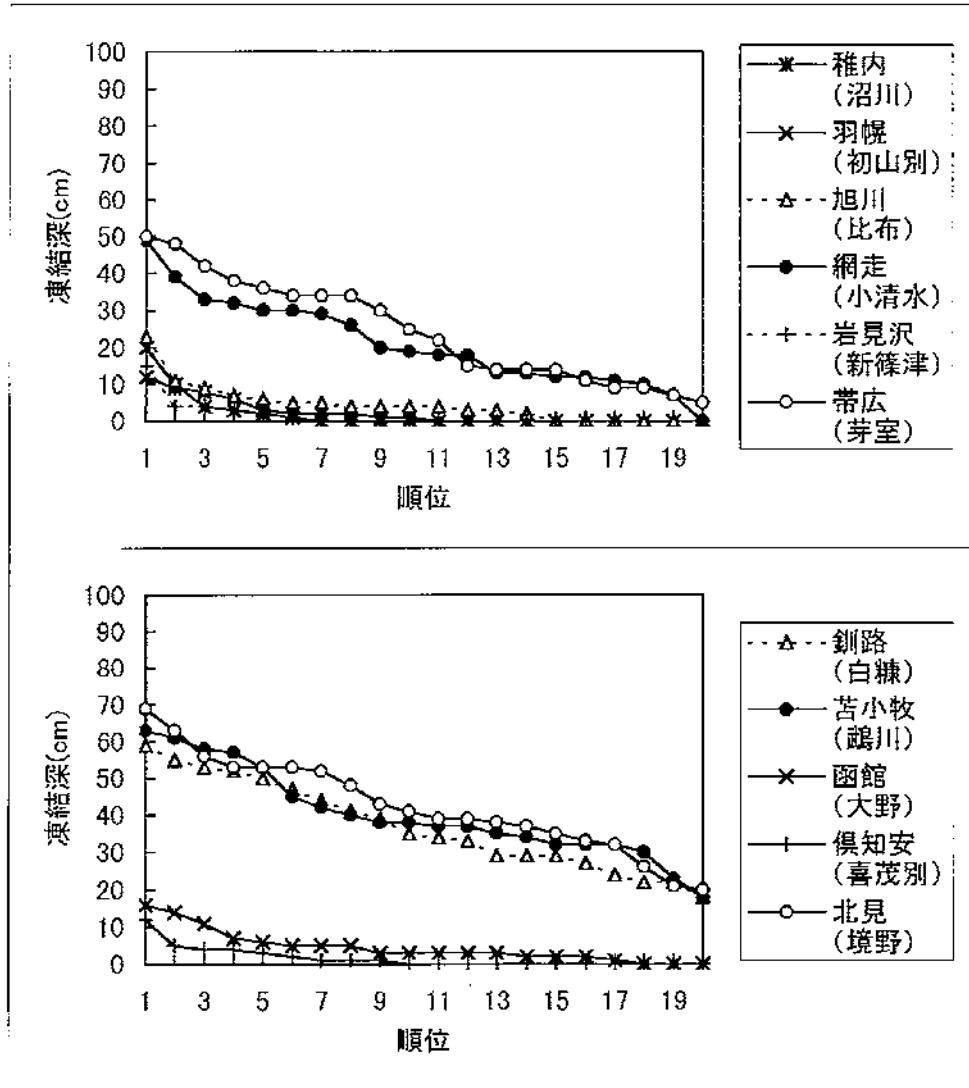 100
90
80
70
60
50
40
30
20
10
0
凍結深(cm)
1 3 5 7 9 11 13 15 17 19
順位
稚内
(沼川)
羽幌
(初山別)
旭川
(比布)
網走
(小清水)
岩見沢
(新篠津)
帯広
(芽室)
100
90
80
70
60
50
40
30
20
10
0
凍結深(cm)
1 3 5 7 9 11 13 15 17 19
順位
釧路
(白糠)
苫小牧
(鵡川)
函館
(大野)
倶知安
(喜茂別)
北見
(境野)